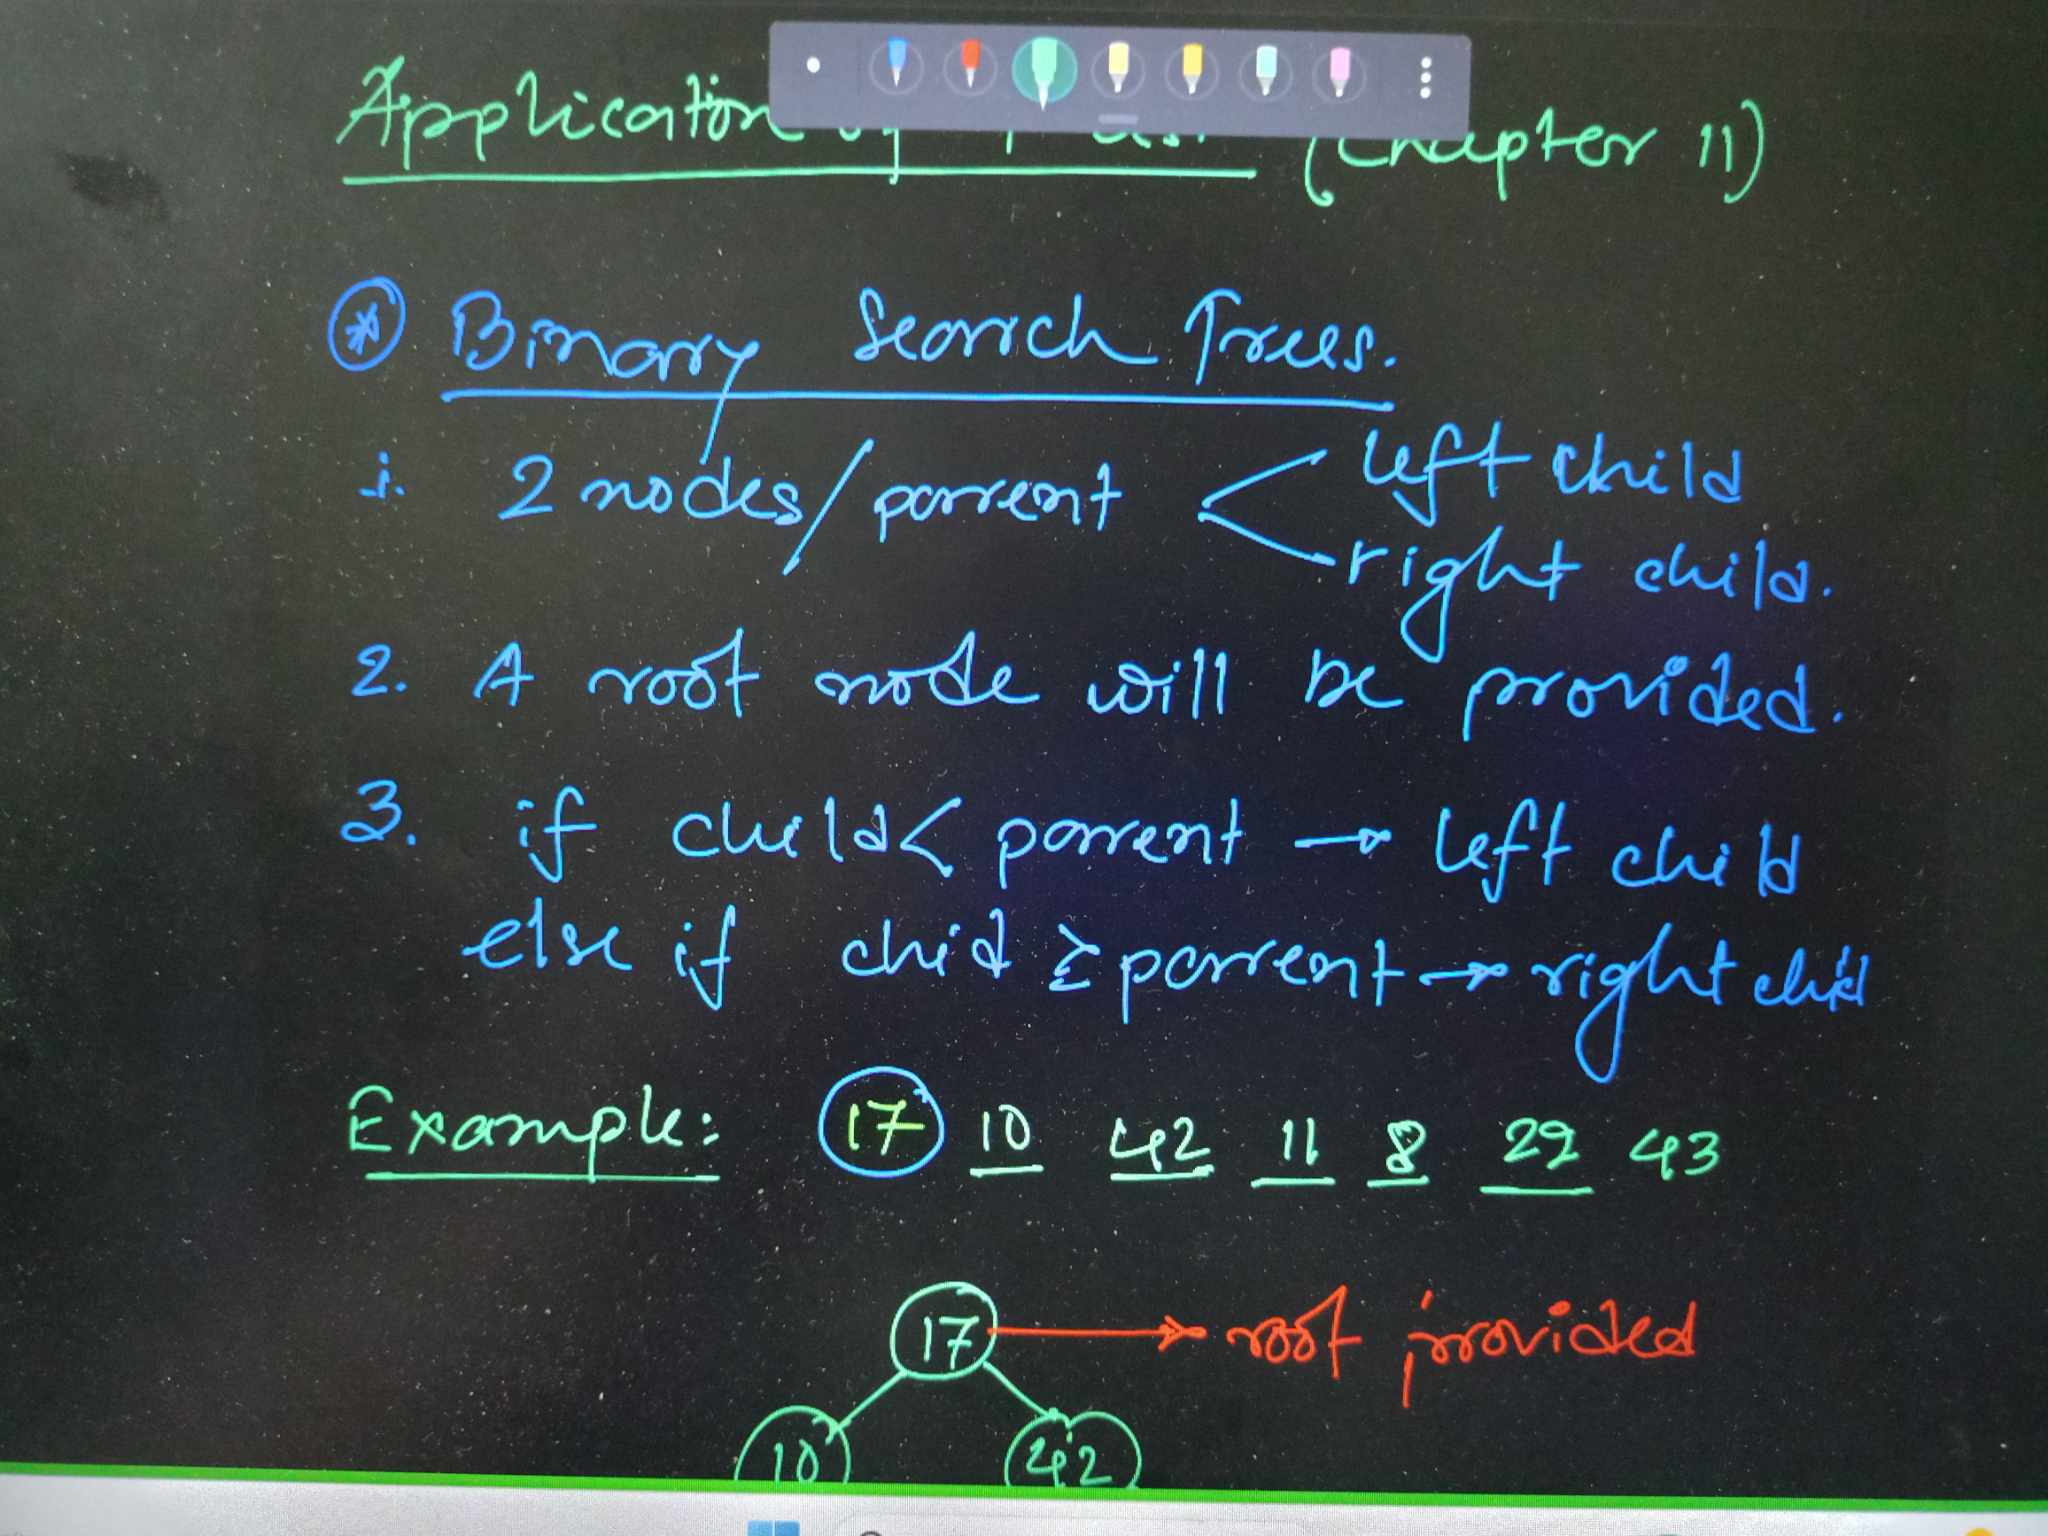 Application of (Chapter 11)
* Binary Search Trees.
i. 2 nodes/parent < left child
right child.
2. A root node will be provided.
3. if child < parent → left child
else if child ≥ parent → right child
Example: 17 10 42 11 8 29 43
17 → root provided
10 42